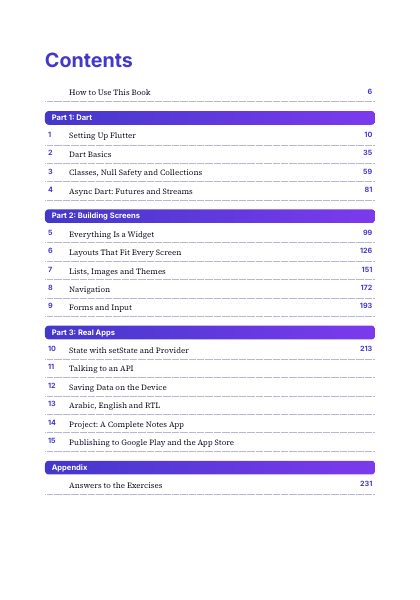 Contents
How to Use This Book 6
Part 1: Dart
1 Setting Up Flutter 10
2 Dart Basics 35
3 Classes, Null Safety and Collections 59
4 Async Dart: Futures and Streams 81
Part 2: Building Screens
5 Everything Is a Widget 99
6 Layouts That Fit Every Screen 126
7 Lists, Images and Themes 151
8 Navigation 172
9 Forms and Input 193
Part 3: Real Apps
10 State with setState and Provider 213
11 Talking to an API
12 Saving Data on the Device
13 Arabic, English and RTL
14 Project: A Complete Notes App
15 Publishing to Google Play and the App Store
Appendix
Answers to the Exercises 231